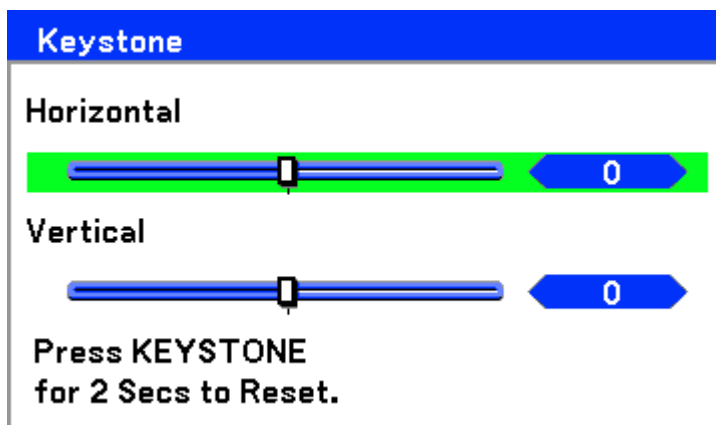 Keystone
Horizontal
0
Vertical
0
Press KEYSTONE
for 2 Secs to Reset.